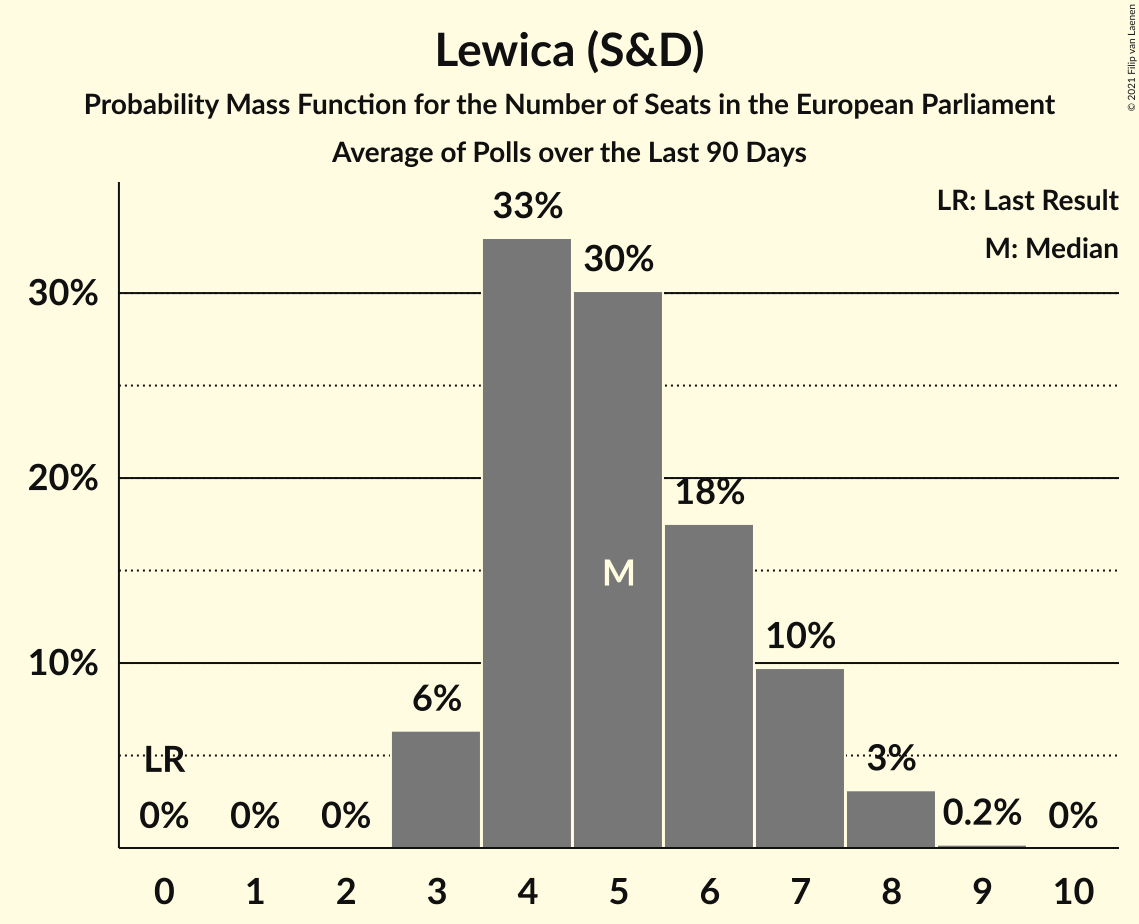 Lewica (S&D)
Probability Mass Function for the Number of Seats in the European Parliament
Average of Polls over the Last 90 Days
© 2021 Filip van Laenen
LR: Last Result
M: Median
33%
30%
30%
20%
18%
M
10%
10%
6%
LR
3%
0%
0%
0%
0.2%
0%
0 1 2 3 4 5 6 7 8 9 10